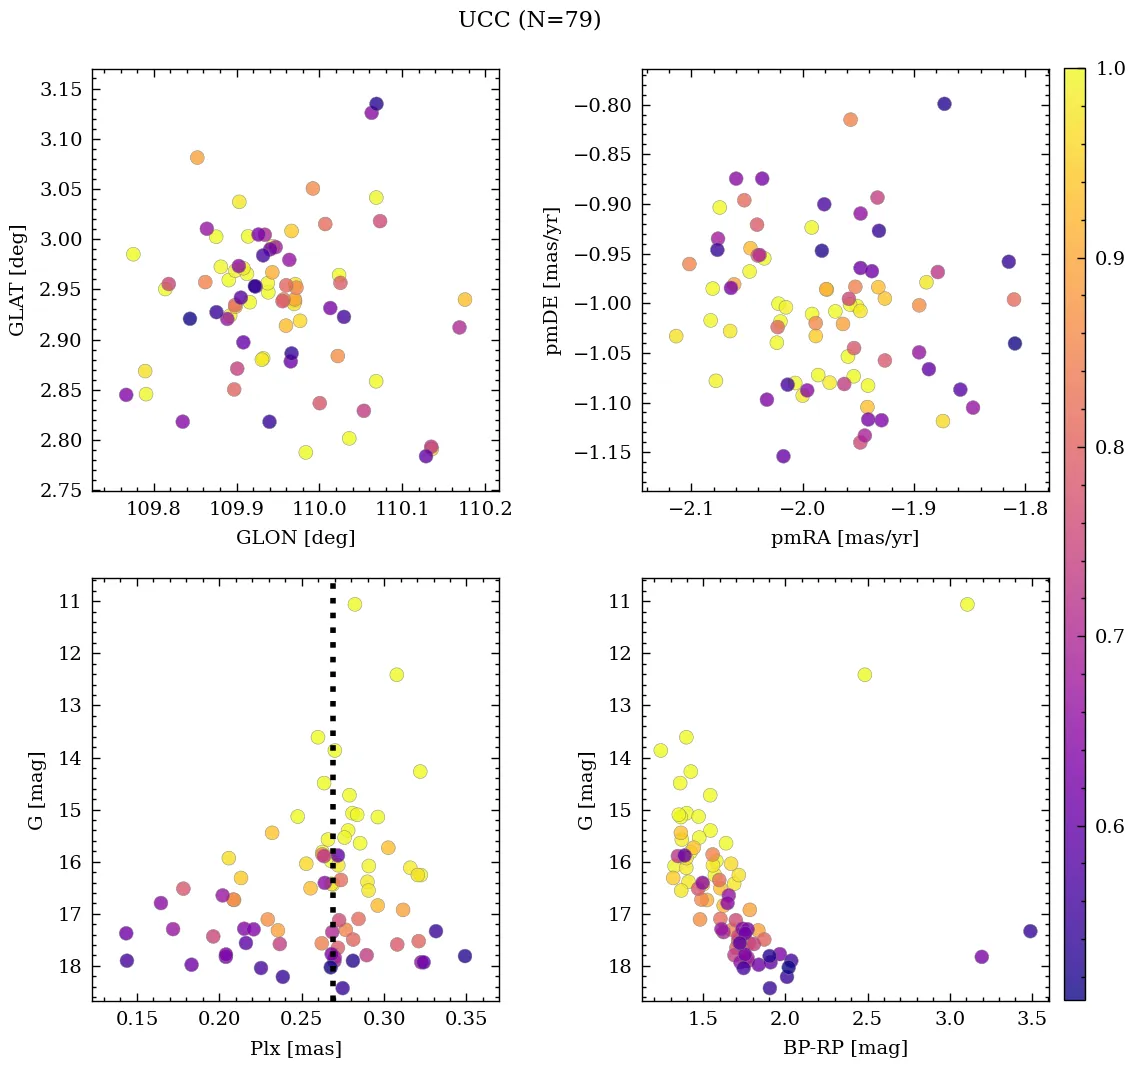 UCC (N=79)
3.15
3.10
3.05
3.00
2.95
2.90
2.85
2.80
2.75
GLAT [deg]
109.8 109.9 110.0 110.1 110.2
GLON [deg]
−0.80
−0.85
−0.90
−0.95
−1.00
−1.05
−1.10
−1.15
pmDE [mas/yr]
−2.1 −2.0 −1.9 −1.8
pmRA [mas/yr]
11
12
13
14
15
16
17
18
G [mag]
0.15 0.20 0.25 0.30 0.35
Plx [mas]
11
12
13
14
15
16
17
18
G [mag]
1.5 2.0 2.5 3.0 3.5
BP-RP [mag]
1.0
0.9
0.8
0.7
0.6